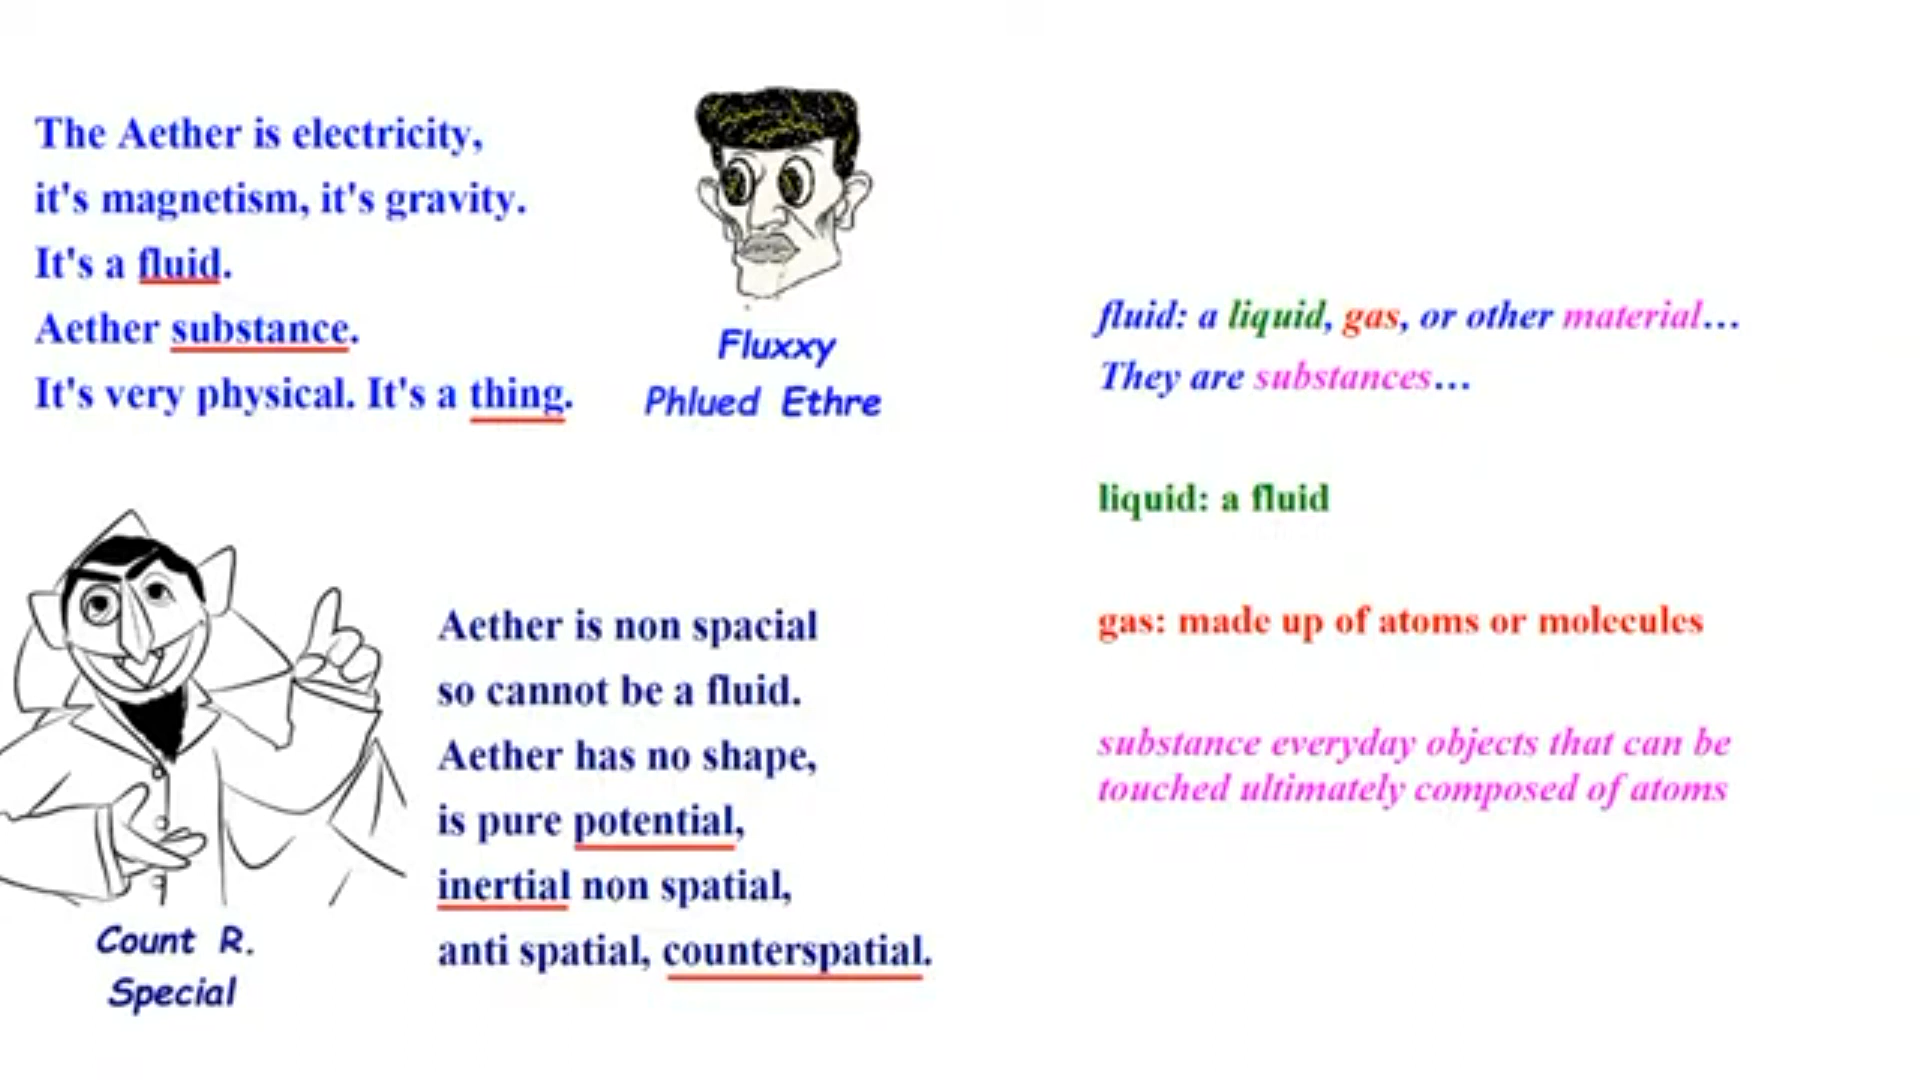 The Aether is electricity,
it's magnetism, it's gravity.
It's a fluid.
Aether substance.
It's very physical. It's a thing.
Fluxxy
Phlued Ethre
Aether is non spacial
so cannot be a fluid.
Aether has no shape,
is pure potential,
inertial non spatial,
anti spatial, counterspatial.
Count R.
Special
fluid: a liquid, gas, or other material...
They are substances...
liquid: a fluid
gas: made up of atoms or molecules
substance everyday objects that can be
touched ultimately composed of atoms